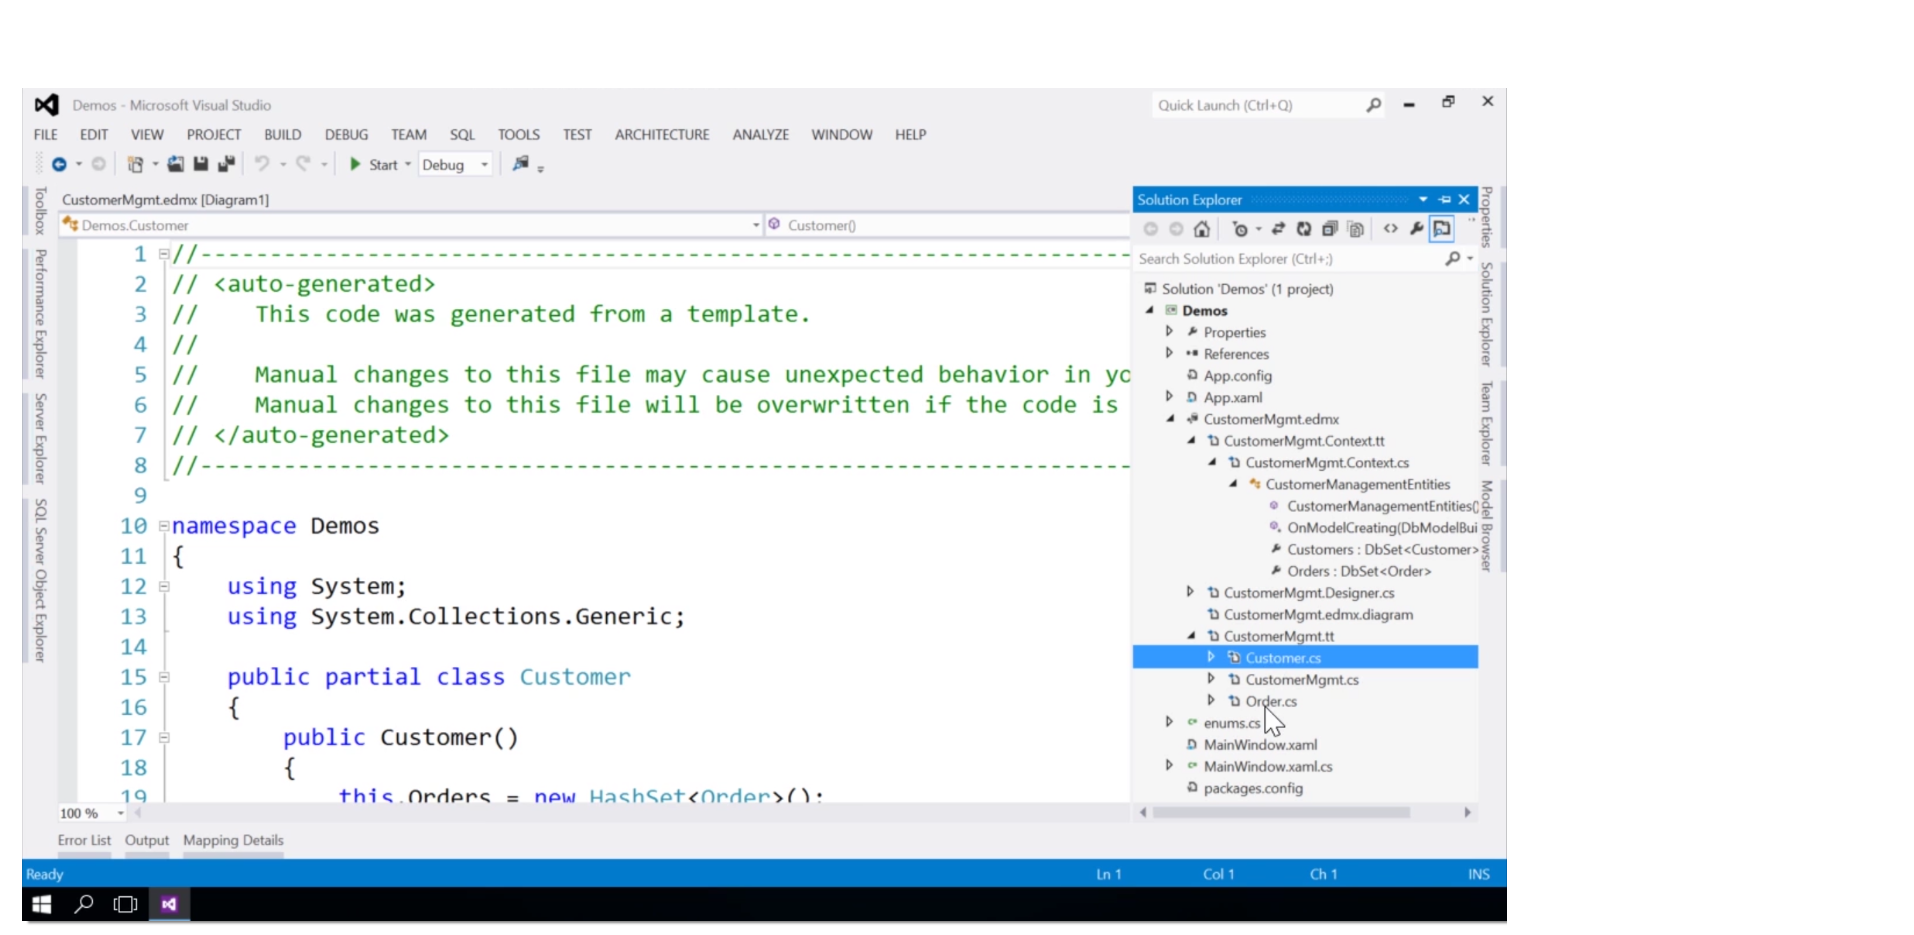 Demos - Microsoft Visual Studio
Quick Launch (Ctrl+Q)
FILE EDIT VIEW PROJECT BUILD DEBUG TEAM SQL TOOLS TEST ARCHITECTURE ANALYZE WINDOW HELP
Start Debug
Toolbox
Performance Explorer
Server Explorer
SQL Server Object Explorer
CustomerMgmt.edmx [Diagram1]
Demos.Customer
Customer()
1 //-------------------------------------------------------------------
2 // <auto-generated>
3 //    This code was generated from a template.
4 //
5 //    Manual changes to this file may cause unexpected behavior in yo
6 //    Manual changes to this file will be overwritten if the code is
7 // </auto-generated>
8 //-------------------------------------------------------------------
9
10 namespace Demos
11 {
12     using System;
13     using System.Collections.Generic;
14
15     public partial class Customer
16     {
17         public Customer()
18         {
19             this.Orders = new HashSet<Order>();
100 %
Solution Explorer
Search Solution Explorer (Ctrl+;)
Solution 'Demos' (1 project)
Demos
Properties
References
App.config
App.xaml
CustomerMgmt.edmx
CustomerMgmt.Context.tt
CustomerMgmt.Context.cs
CustomerManagementEntities
CustomerManagementEntities()
OnModelCreating(DbModelBui
Customers : DbSet<Customer>
Orders : DbSet<Order>
CustomerMgmt.Designer.cs
CustomerMgmt.edmx.diagram
CustomerMgmt.tt
Customer.cs
CustomerMgmt.cs
Order.cs
enums.cs
MainWindow.xaml
MainWindow.xaml.cs
packages.config
Properties
Solution Explorer
Team Explorer
Model Browser
Error List Output Mapping Details
Ready Ln 1 Col 1 Ch 1 INS